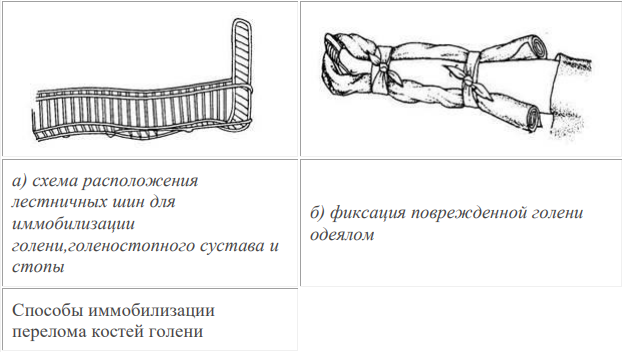 а) схема расположения
лестничных шин для
иммобилизации
голени,голеностопного сустава и
стопы
б) фиксация поврежденной голени
одеялом
Способы иммобилизации
перелома костей голени